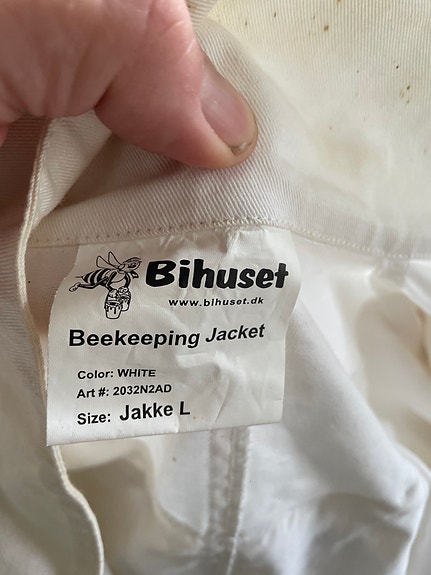 Bihuset
www.bihuset.dk
Beekeeping Jacket
Color: WHITE
Art #: 2032N2AD
Size: Jakke L